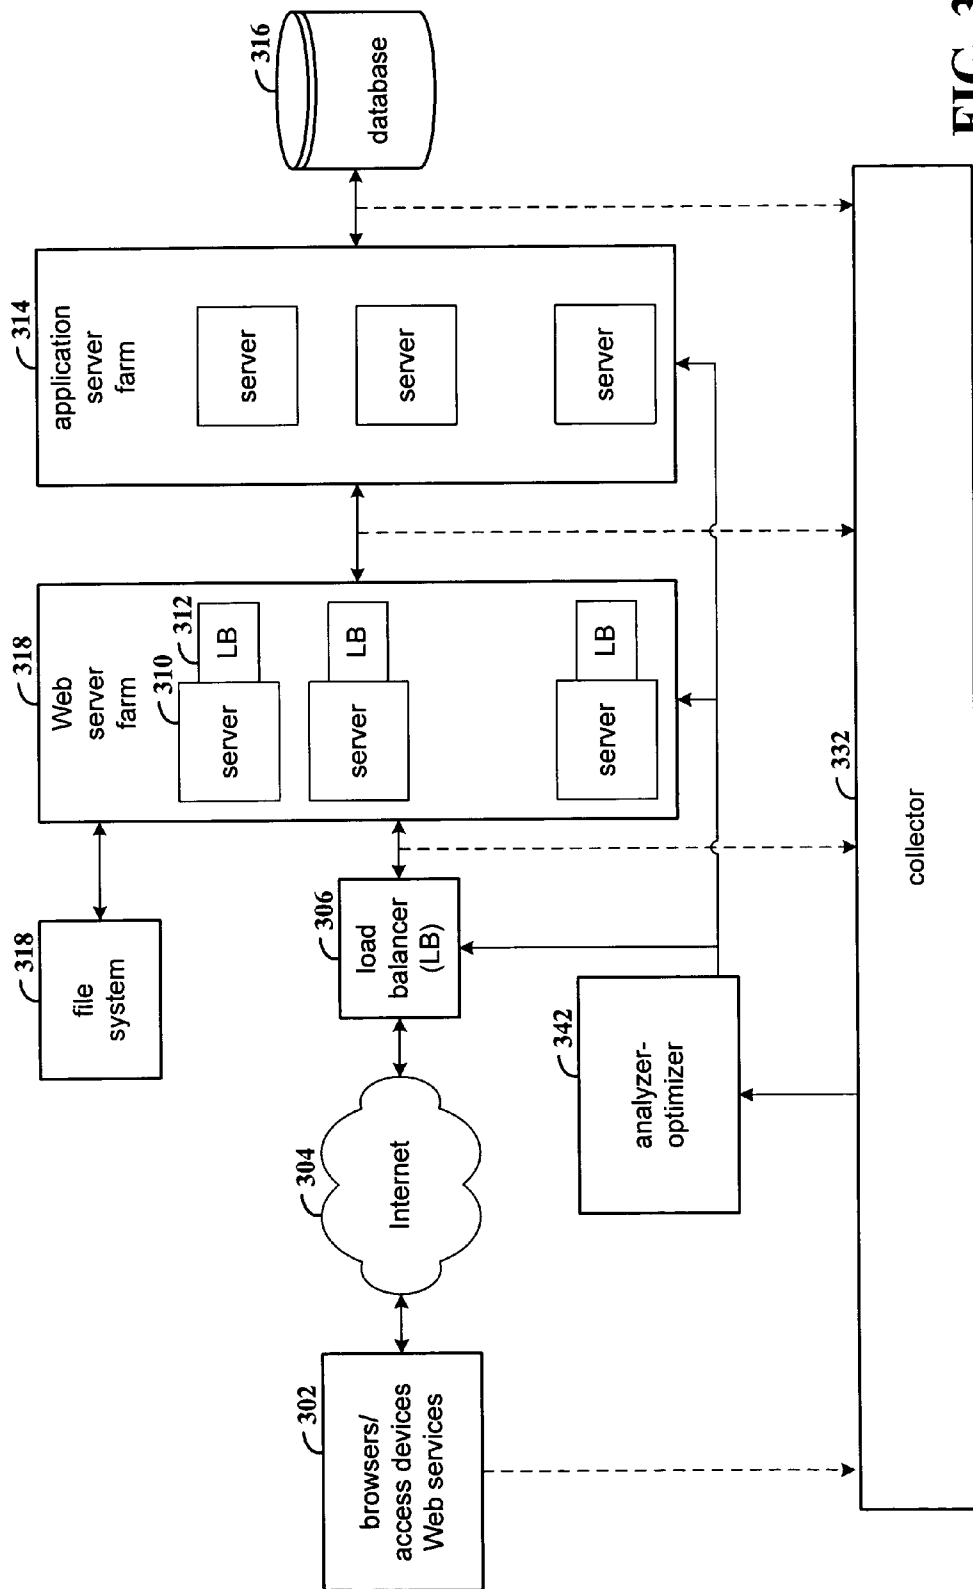 318
file
system
318
Web
server
farm
310
312
server
LB
server
LB
server
LB
314
application
server
farm
server
server
server
316
database
302
browsers/
access devices
Web services
304
Internet
306
load
balancer
(LB)
342
analyzer-
optimizer
332
collector
FIG. 3